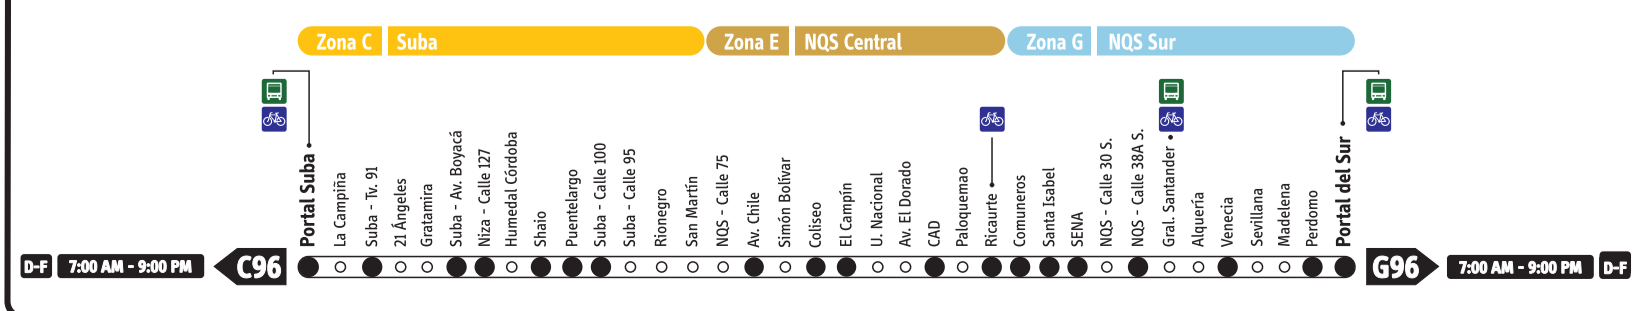 Zona C Suba
Zona E NQS Central
Zona G NQS Sur
Portal Suba
La Campiña
Suba - Tv. 91
21 Ángeles
Gratamira
Suba - Av. Boyacá
Niza - Calle 127
Humedal Córdoba
Shaio
Puentelargo
Suba - Calle 100
Suba - Calle 95
Rionegro
San Martín
NQS - Calle 75
Av. Chile
Simón Bolívar
Coliseo
El Campín
U. Nacional
Av. El Dorado
CAD
Paloquemao
Ricaurte
Comuneros
Santa Isabel
SENA
NQS - Calle 30 S.
NQS - Calle 38A S.
Gral. Santander
Alquería
Venecia
Sevillana
Madelena
Perdomo
Portal del Sur
D-F 7:00 AM - 9:00 PM C96
G96 7:00 AM - 9:00 PM D-F